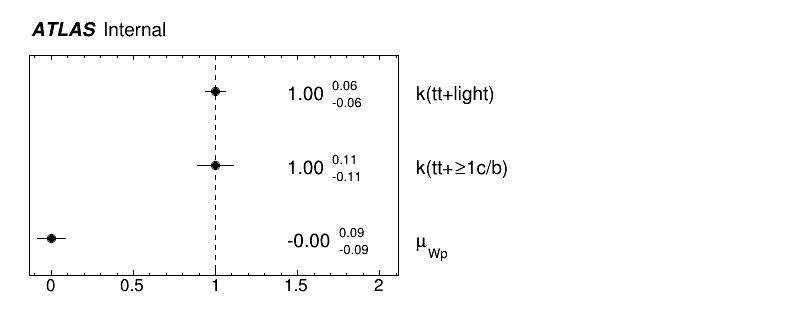 ATLAS Internal
1.00 0.06 -0.06 k(tt+light)
1.00 0.11 -0.11 k(tt+≥1c/b)
-0.00 0.09 -0.09 μWp
0 0.5 1 1.5 2